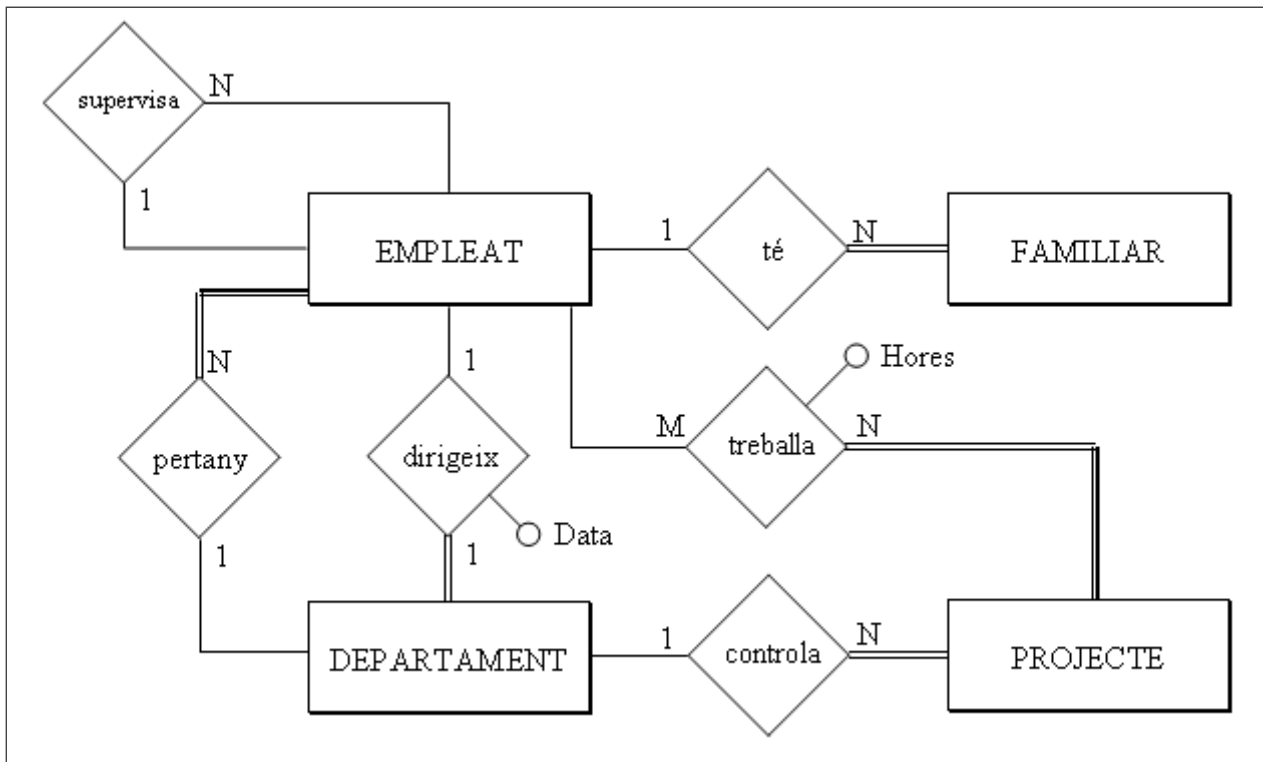 supervisa
N
1
EMPLEAT
1
té
N
FAMILIAR
N
pertany
1
1
dirigeix
Data
1
Hores
M
treballa
N
DEPARTAMENT
1
controla
N
PROJECTE